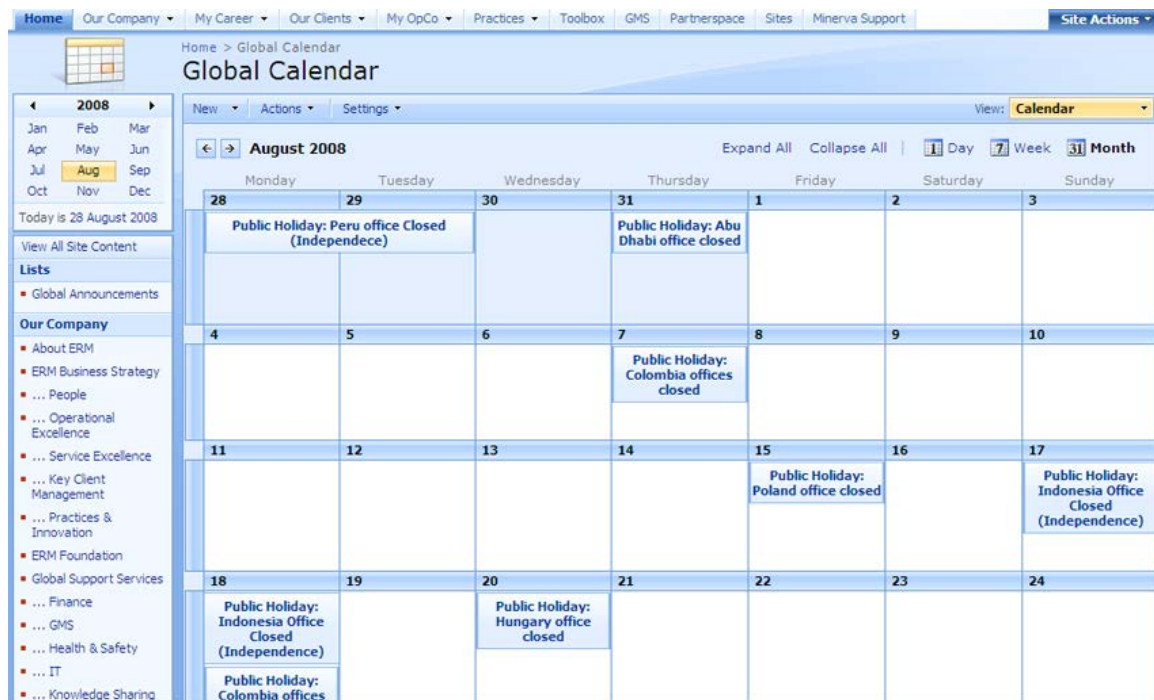 Home Our Company My Career Our Clients My OpCo Practices Toolbox GMS Partnerspace Sites Minerva Support Site Actions
Home > Global Calendar
Global Calendar
2008
Jan Feb Mar
Apr May Jun
Jul Aug Sep
Oct Nov Dec
Today is 28 August 2008
View All Site Content
Lists
Global Announcements
Our Company
About ERM
ERM Business Strategy
... People
... Operational
Excellence
... Service Excellence
... Key Client
Management
... Practices &
Innovation
ERM Foundation
Global Support Services
... Finance
... GMS
... Health & Safety
... IT
... Knowledge Sharing
New Actions Settings View: Calendar
August 2008 Expand All Collapse All | 1 Day 7 Week 31 Month
Monday Tuesday Wednesday Thursday Friday Saturday Sunday
28 29 30 31 1 2 3
Public Holiday: Peru office Closed
(Independece)
Public Holiday: Abu
Dhabi office closed
4 5 6 7 8 9 10
Public Holiday:
Colombia offices
closed
11 12 13 14 15 16 17
Public Holiday:
Poland office closed
Public Holiday:
Indonesia Office
Closed
(Independence)
18 19 20 21 22 23 24
Public Holiday:
Indonesia Office
Closed
(Independence)
Public Holiday:
Colombia offices
Public Holiday:
Hungary office
closed